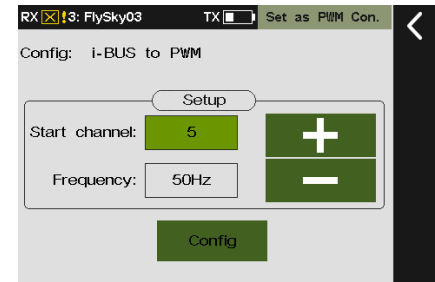 RX !3: FlySky03 TX Set as PWM Con.
Config: i-BUS to PWM
Setup
Start channel: 5
Frequency: 50Hz
Config